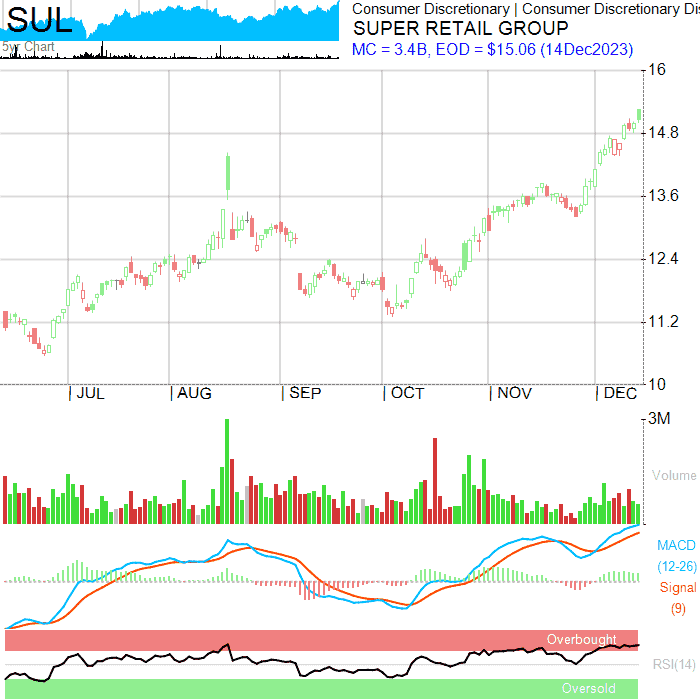 SUL
5yr Chart
Consumer Discretionary | Consumer Discretionary Dis
SUPER RETAIL GROUP
MC = 3.4B, EOD = $15.06 (14Dec2023)
16
14.8
13.6
12.4
11.2
10
| JUL | AUG | SEP | OCT | NOV | DEC
3M
Volume
MACD
(12-26)
Signal
(9)
Overbought
RSI(14)
Oversold